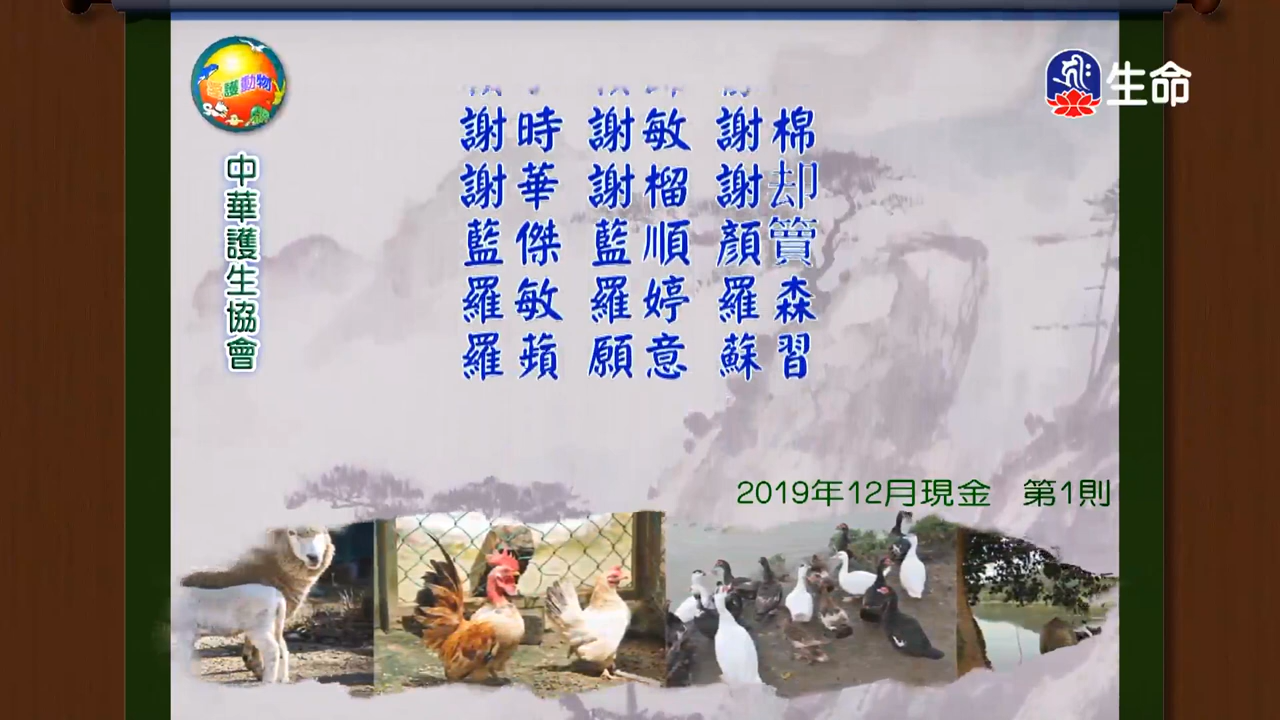 愛護動物
生命
中華護生協會
謝時 謝敏 謝棉
謝華 謝榴 謝却
藍傑 藍順 顏竇
羅敏 羅婷 羅森
羅蘋 願意 蘇習
2019年12月現金 第1則